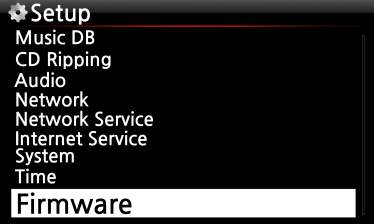 Setup
Music DB
CD Ripping
Audio
Network
Network Service
Internet Service
System
Time
Firmware